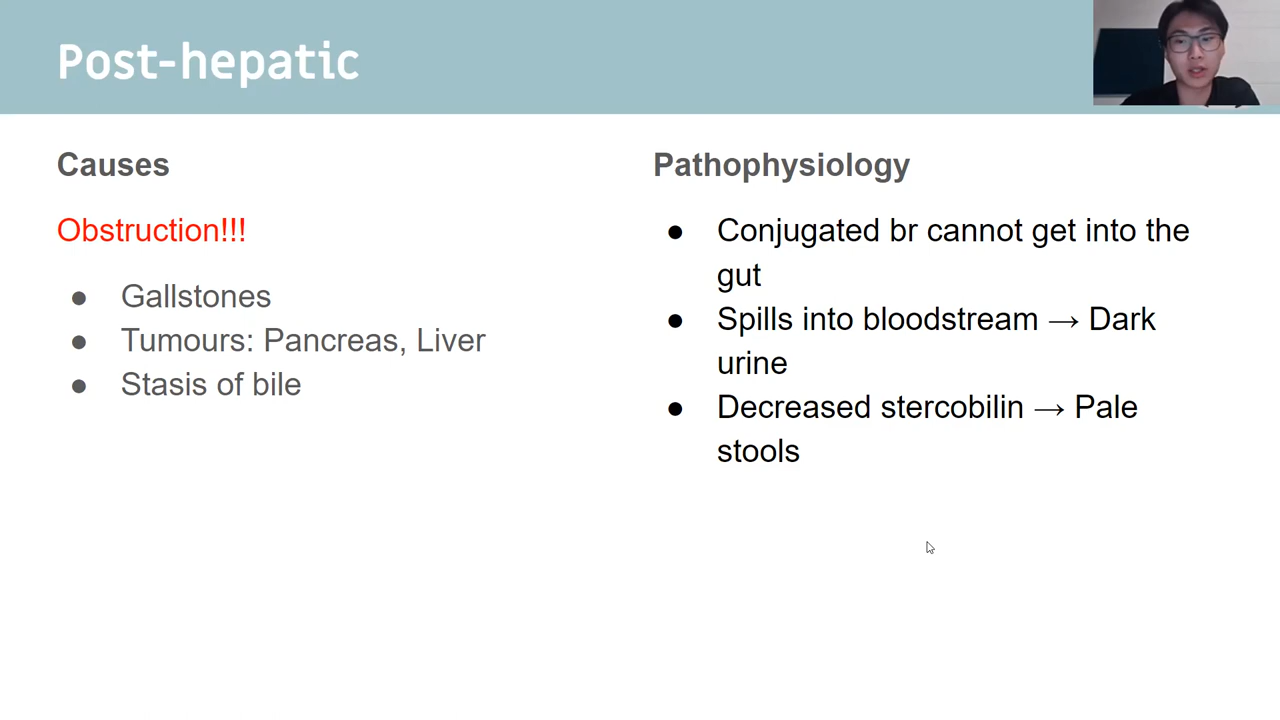 Post-hepatic
Causes
Obstruction!!!
● Gallstones
● Tumours: Pancreas, Liver
● Stasis of bile
Pathophysiology
● Conjugated br cannot get into the
gut
● Spills into bloodstream → Dark
urine
● Decreased stercobilin → Pale
stools